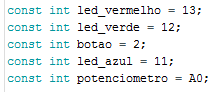 const int led_vermelho = 13;
const int led_verde = 12;
const int botao = 2;
const int led_azul = 11;
const int potenciometro = A0;